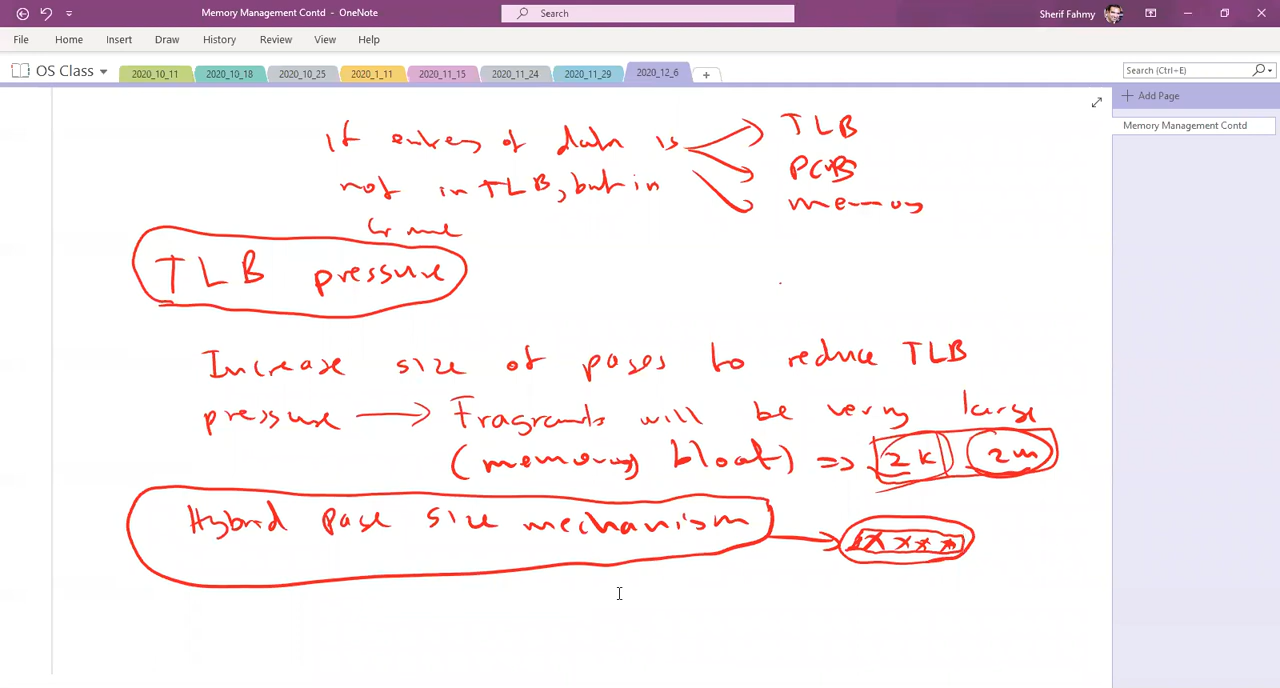 Memory Management Contd - OneNote
Search
Sherif Fahmy
File Home Insert Draw History Review View Help
OS Class
2020_10_11 2020_10_18 2020_10_25 2020_1_11 2020_11_15 2020_11_24 2020_11_29 2020_12_6
Search (Ctrl+E)
Add Page
Memory Management Contd
if entry of data is
not in TLB, but in
TLB
memory
TLB pressure
Increase size of pages to reduce TLB
pressure → Fragments will be very large
(memory bloat) => 2K 2M
Hybrid page size mechanism →